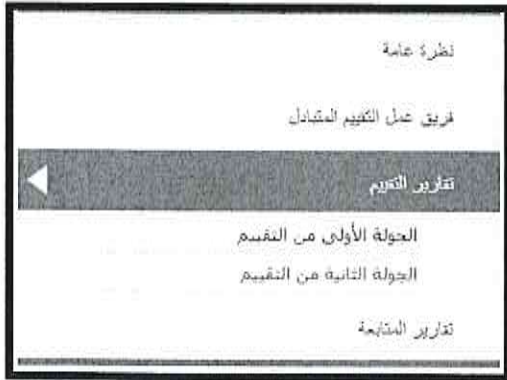 نظرة عامة
فريق عمل التقييم المتبادل
تقارير التقييم
الجولة الأولى من التقييم
الجولة الثانية من التقييم
تقارير المتابعة